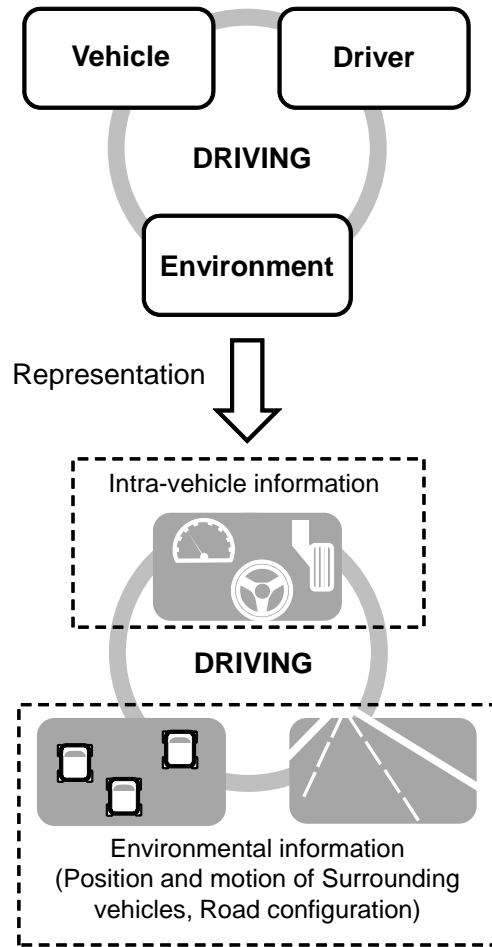 Vehicle
Driver
DRIVING
Environment
Representation
Intra-vehicle information
DRIVING
Environmental information
(Position and motion of Surrounding
vehicles, Road configuration)